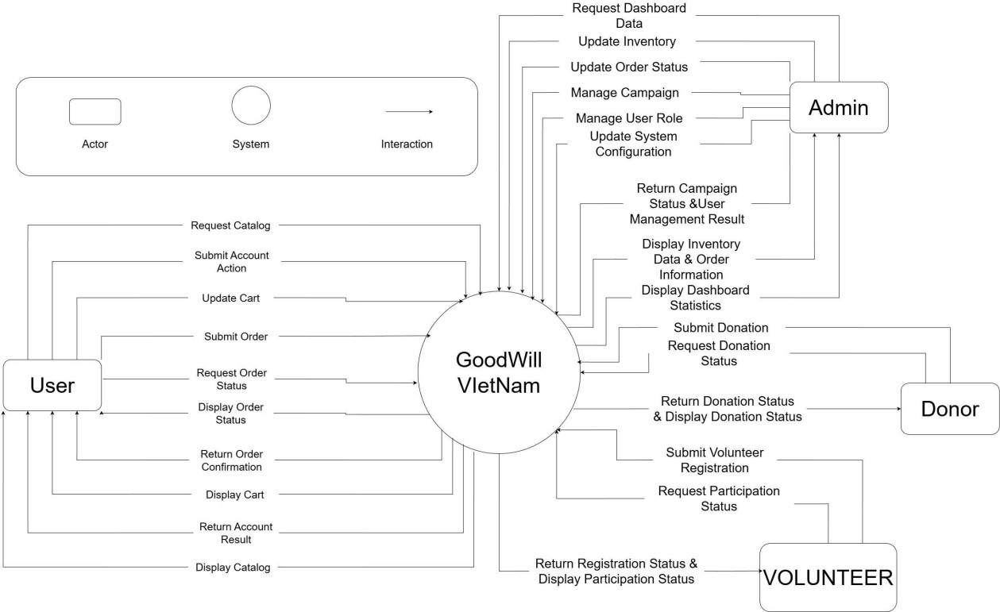 Request Dashboard
Data
Update Inventory
Update Order Status
Manage Campaign
Manage User Role
Update System
Configuration
Admin
Actor
System
Interaction
Return Campaign
Status &User
Management Result
Display Inventory
Data & Order
Information
Display Dashboard
Statistics
Request Catalog
Submit Account
Action
Update Cart
Submit Order
Request Order
Status
Display Order
Status
Return Order
Confirmation
Display Cart
Return Account
Result
Display Catalog
User
GoodWill
VIetNam
Submit Donation
Request Donation
Status
Return Donation Status
& Display Donation Status
Donor
Submit Volunteer
Registration
Request Participation
Status
Return Registration Status &
Display Participation Status
VOLUNTEER